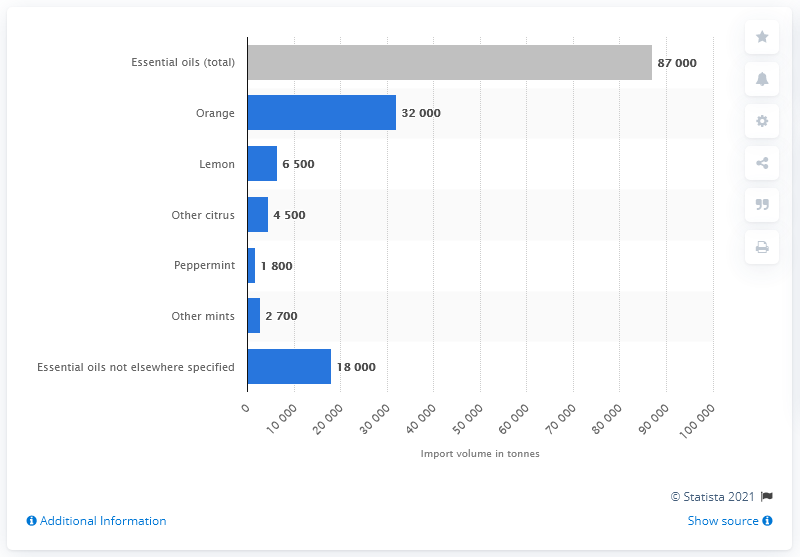 Essential oils (total) 87 000
Orange 32 000
Lemon 6 500
Other citrus 4 500
Peppermint 1 800
Other mints 2 700
Essential oils not elsewhere specified 18 000
0 10 000 20 000 30 000 40 000 50 000 60 000 70 000 80 000 90 000 100 000
Import volume in tonnes
© Statista 2021
Additional Information Show source